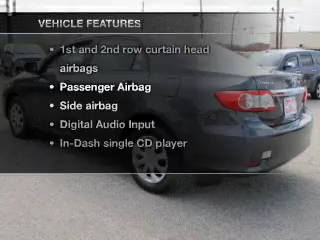 VEHICLE FEATURES
• 1st and 2nd row curtain head
airbags
• Passenger Airbag
• Side airbag
• Digital Audio Input
• In-Dash single CD player